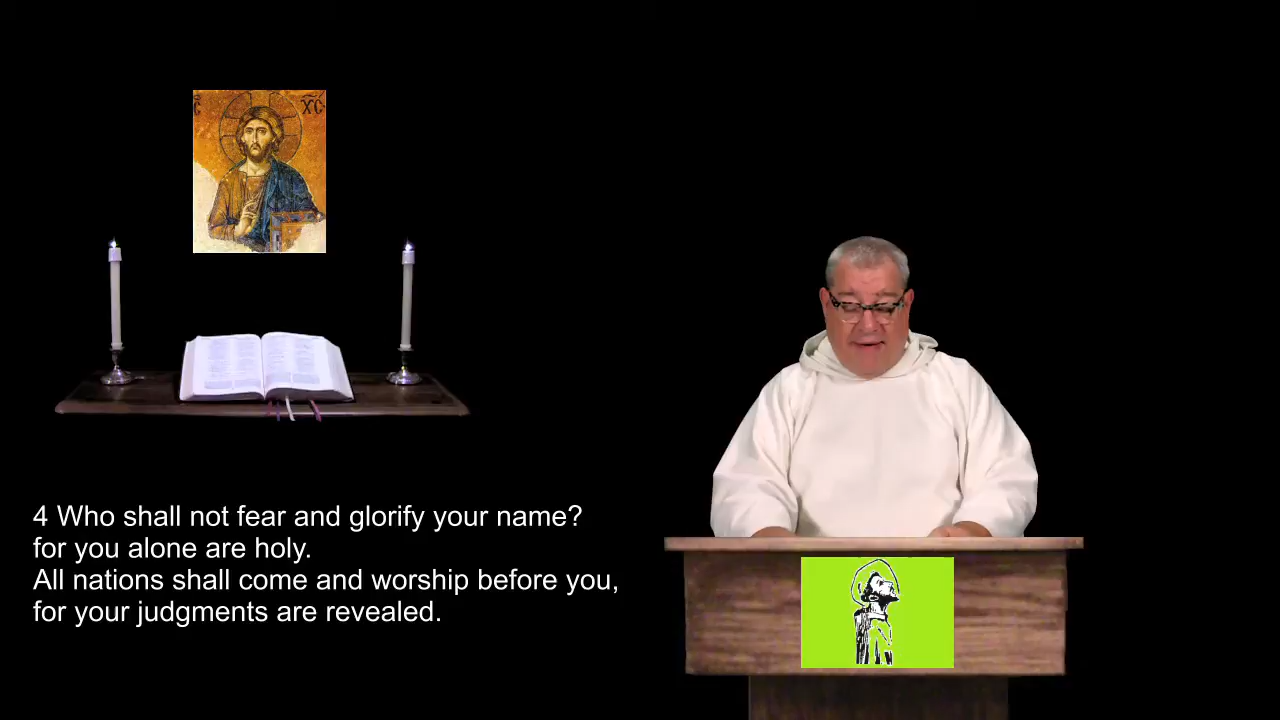 4 Who shall not fear and glorify your name?
for you alone are holy.
All nations shall come and worship before you,
for your judgments are revealed.